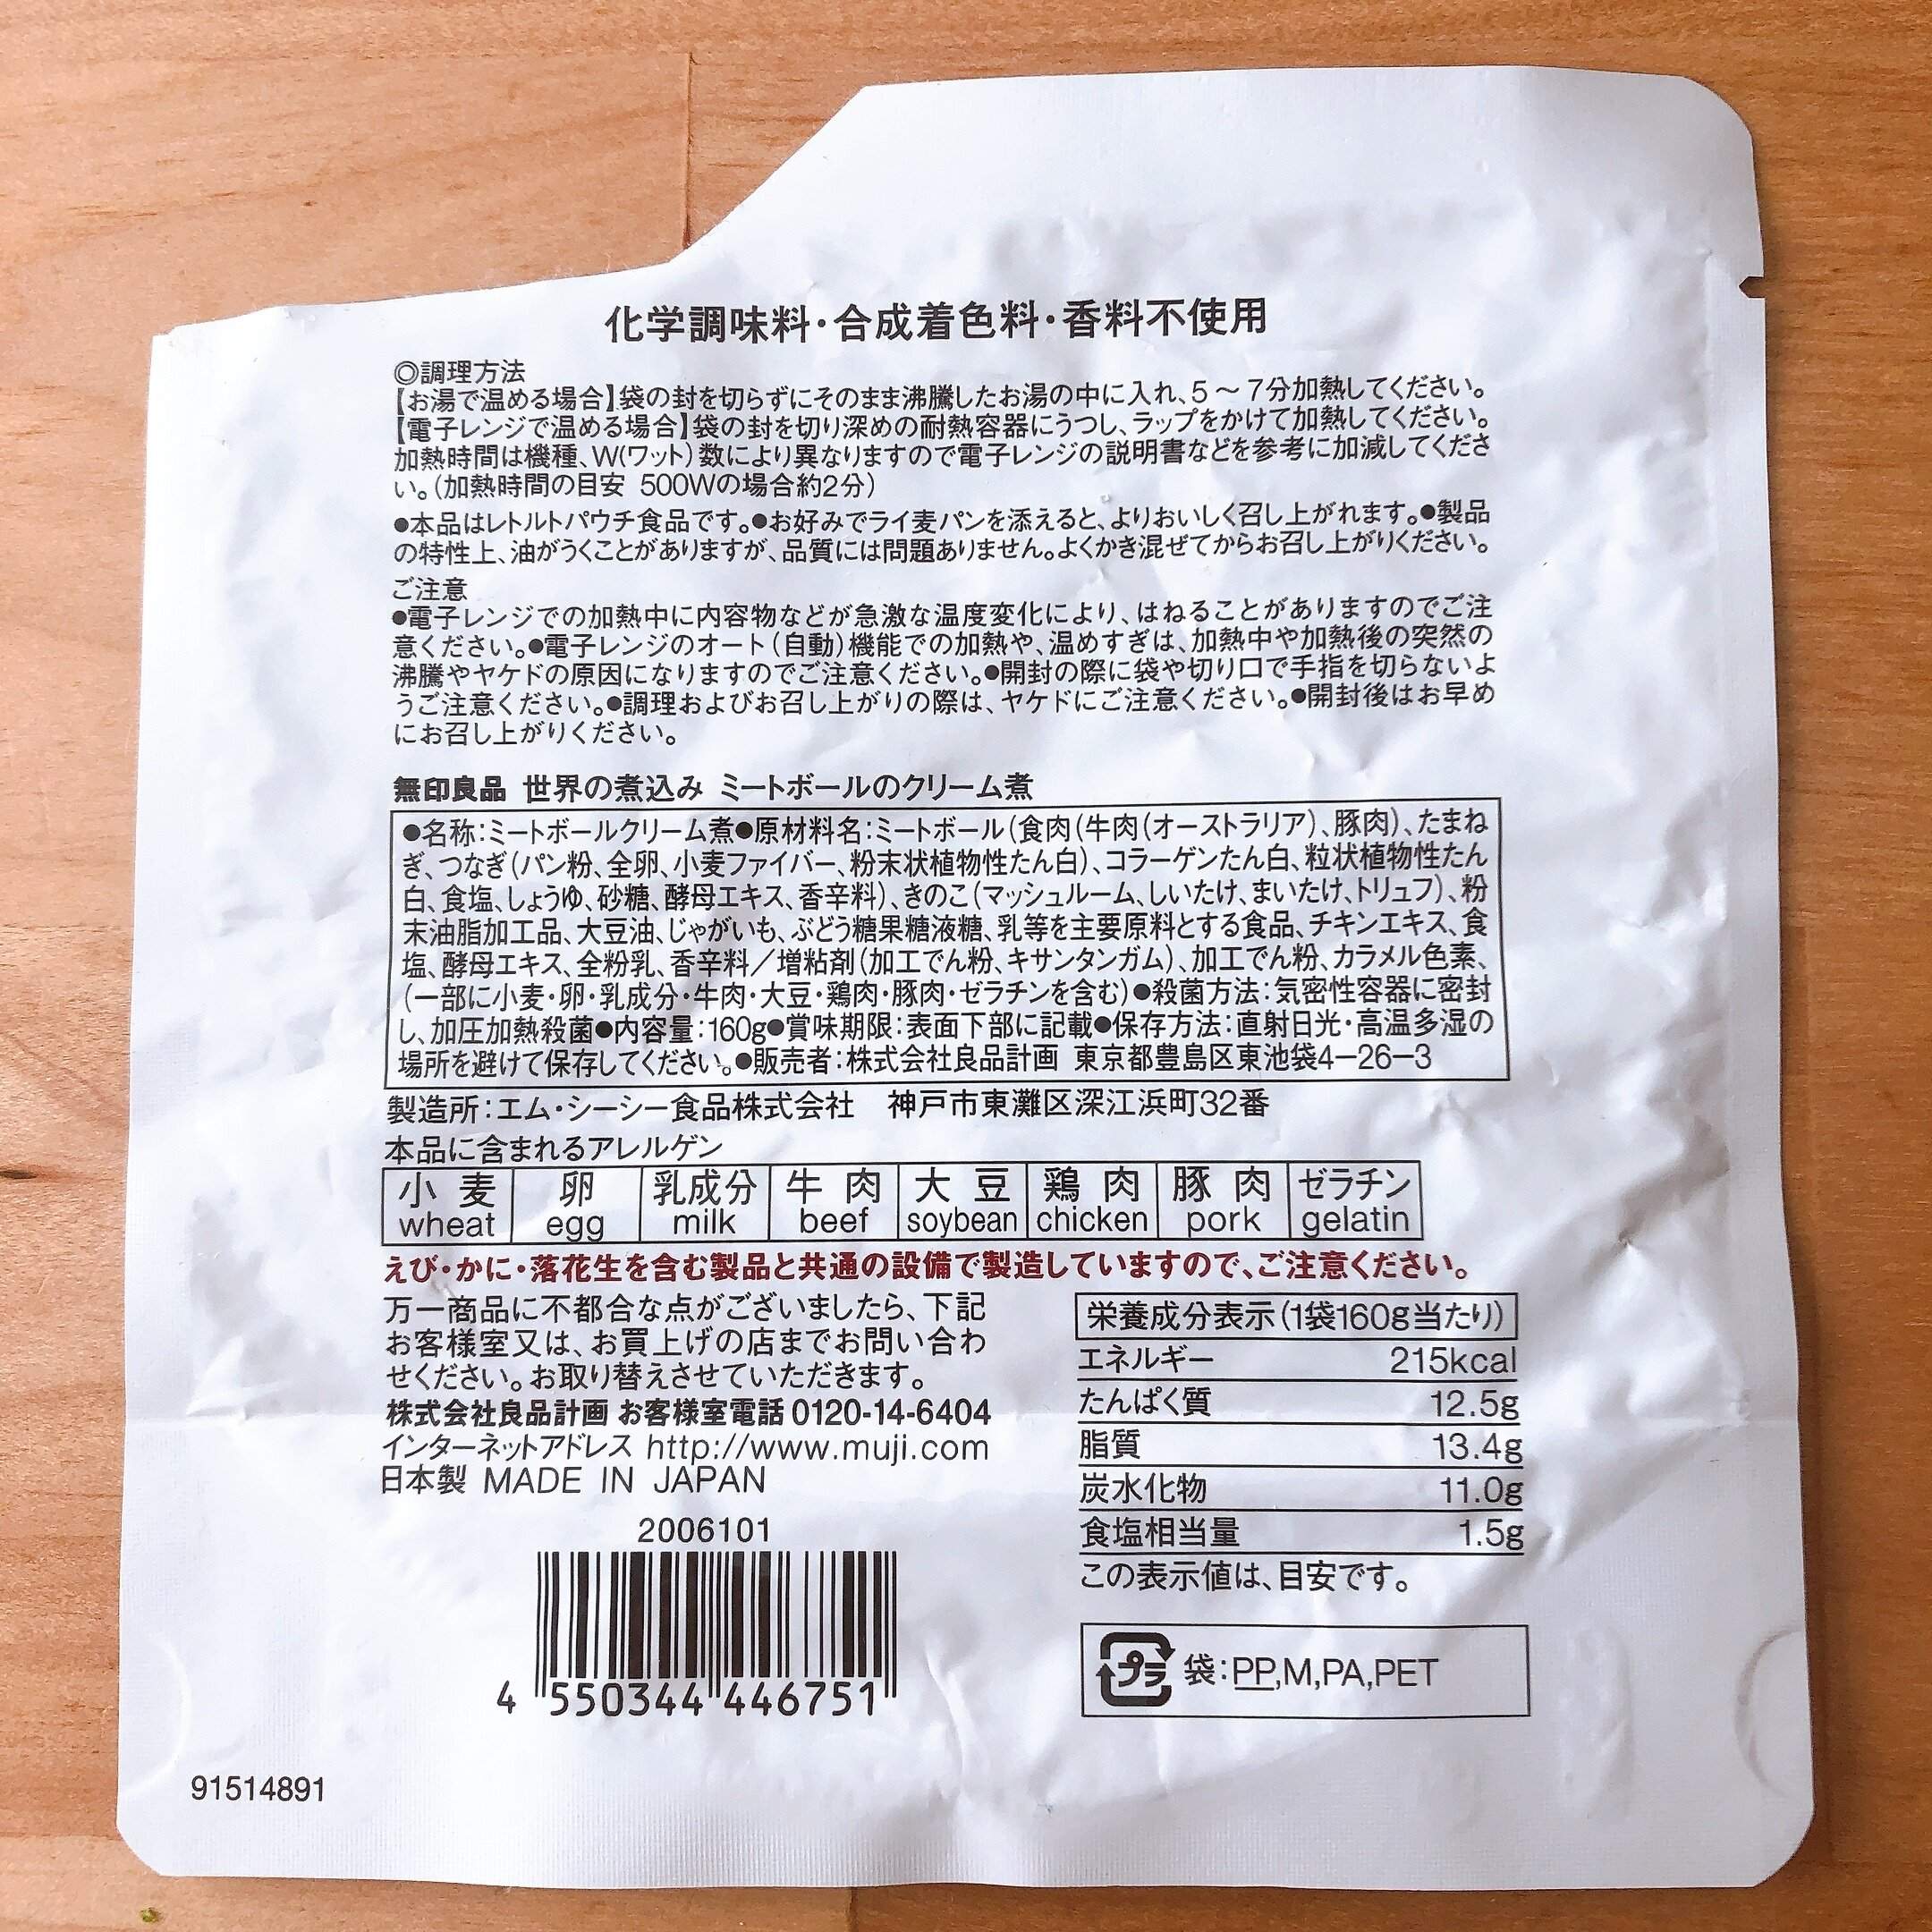 化学調味料・合成着色料・香料不使用
◎調理方法
【お湯で温める場合】袋の封を切らずにそのまま沸騰したお湯の中に入れ、5～7分加熱してください。
【電子レンジで温める場合】袋の封を切り深めの耐熱容器にうつし、ラップをかけて加熱してください。
加熱時間は機種、W(ワット)数により異なりますので電子レンジの説明書などを参考に加減してくださ
い。(加熱時間の目安 500Wの場合約2分)
●本品はレトルトパウチ食品です。●お好みでライ麦パンを添えると、よりおいしく召し上がれます。●製品
の特性上、油がうくことがありますが、品質には問題ありません。よくかき混ぜてからお召し上がりください。
ご注意
●電子レンジでの加熱中に内容物などが急激な温度変化により、はねることがありますのでご注
意ください。●電子レンジのオート(自動)機能での加熱や、温めすぎは、加熱中や加熱後の突然の
沸騰やヤケドの原因になりますのでご注意ください。●開封の際に袋や切り口で手指を切らないよ
うご注意ください。●調理およびお召し上がりの際は、ヤケドにご注意ください。●開封後はお早め
にお召し上がりください。
無印良品 世界の煮込み ミートボールのクリーム煮
●名称：ミートボールクリーム煮●原材料名：ミートボール(食肉(牛肉(オーストラリア)、豚肉)、たまね
ぎ、つなぎ(パン粉、全卵、小麦ファイバー、粉末状植物性たん白)、コラーゲンたん白、粒状植物性たん
白、食塩、しょうゆ、砂糖、酵母エキス、香辛料)、きのこ(マッシュルーム、しいたけ、まいたけ、トリュフ)、粉
末油脂加工品、大豆油、じゃがいも、ぶどう糖果糖液糖、乳等を主要原料とする食品、チキンエキス、食
塩、酵母エキス、全粉乳、香辛料／増粘剤(加工でん粉、キサンタンガム)、加工でん粉、カラメル色素、
(一部に小麦・卵・乳成分・牛肉・大豆・鶏肉・豚肉・ゼラチンを含む)●殺菌方法：気密性容器に密封
し、加圧加熱殺菌●内容量：160g●賞味期限：表面下部に記載●保存方法：直射日光・高温多湿の
場所を避けて保存してください。●販売者：株式会社良品計画 東京都豊島区東池袋4－26－3
製造所：エム・シーシー食品株式会社 神戸市東灘区深江浜町32番
本品に含まれるアレルゲン
小麦 卵 乳成分 牛肉 大豆 鶏肉 豚肉 ゼラチン
wheat egg milk beef soybean chicken pork gelatin
えび・かに・落花生を含む製品と共通の設備で製造していますので、ご注意ください。
万一商品に不都合な点がございましたら、下記
お客様室又は、お買上げの店までお問い合わ
せください。お取り替えさせていただきます。
株式会社良品計画 お客様室電話 0120-14-6404
インターネットアドレス http://www.muji.com
日本製 MADE IN JAPAN
栄養成分表示(1袋160g当たり)
エネルギー 215kcal
たんぱく質 12.5g
脂質 13.4g
炭水化物 11.0g
食塩相当量 1.5g
この表示値は、目安です。
2006101
4 550344 446751
プラ 袋：PP,M,PA,PET
91514891